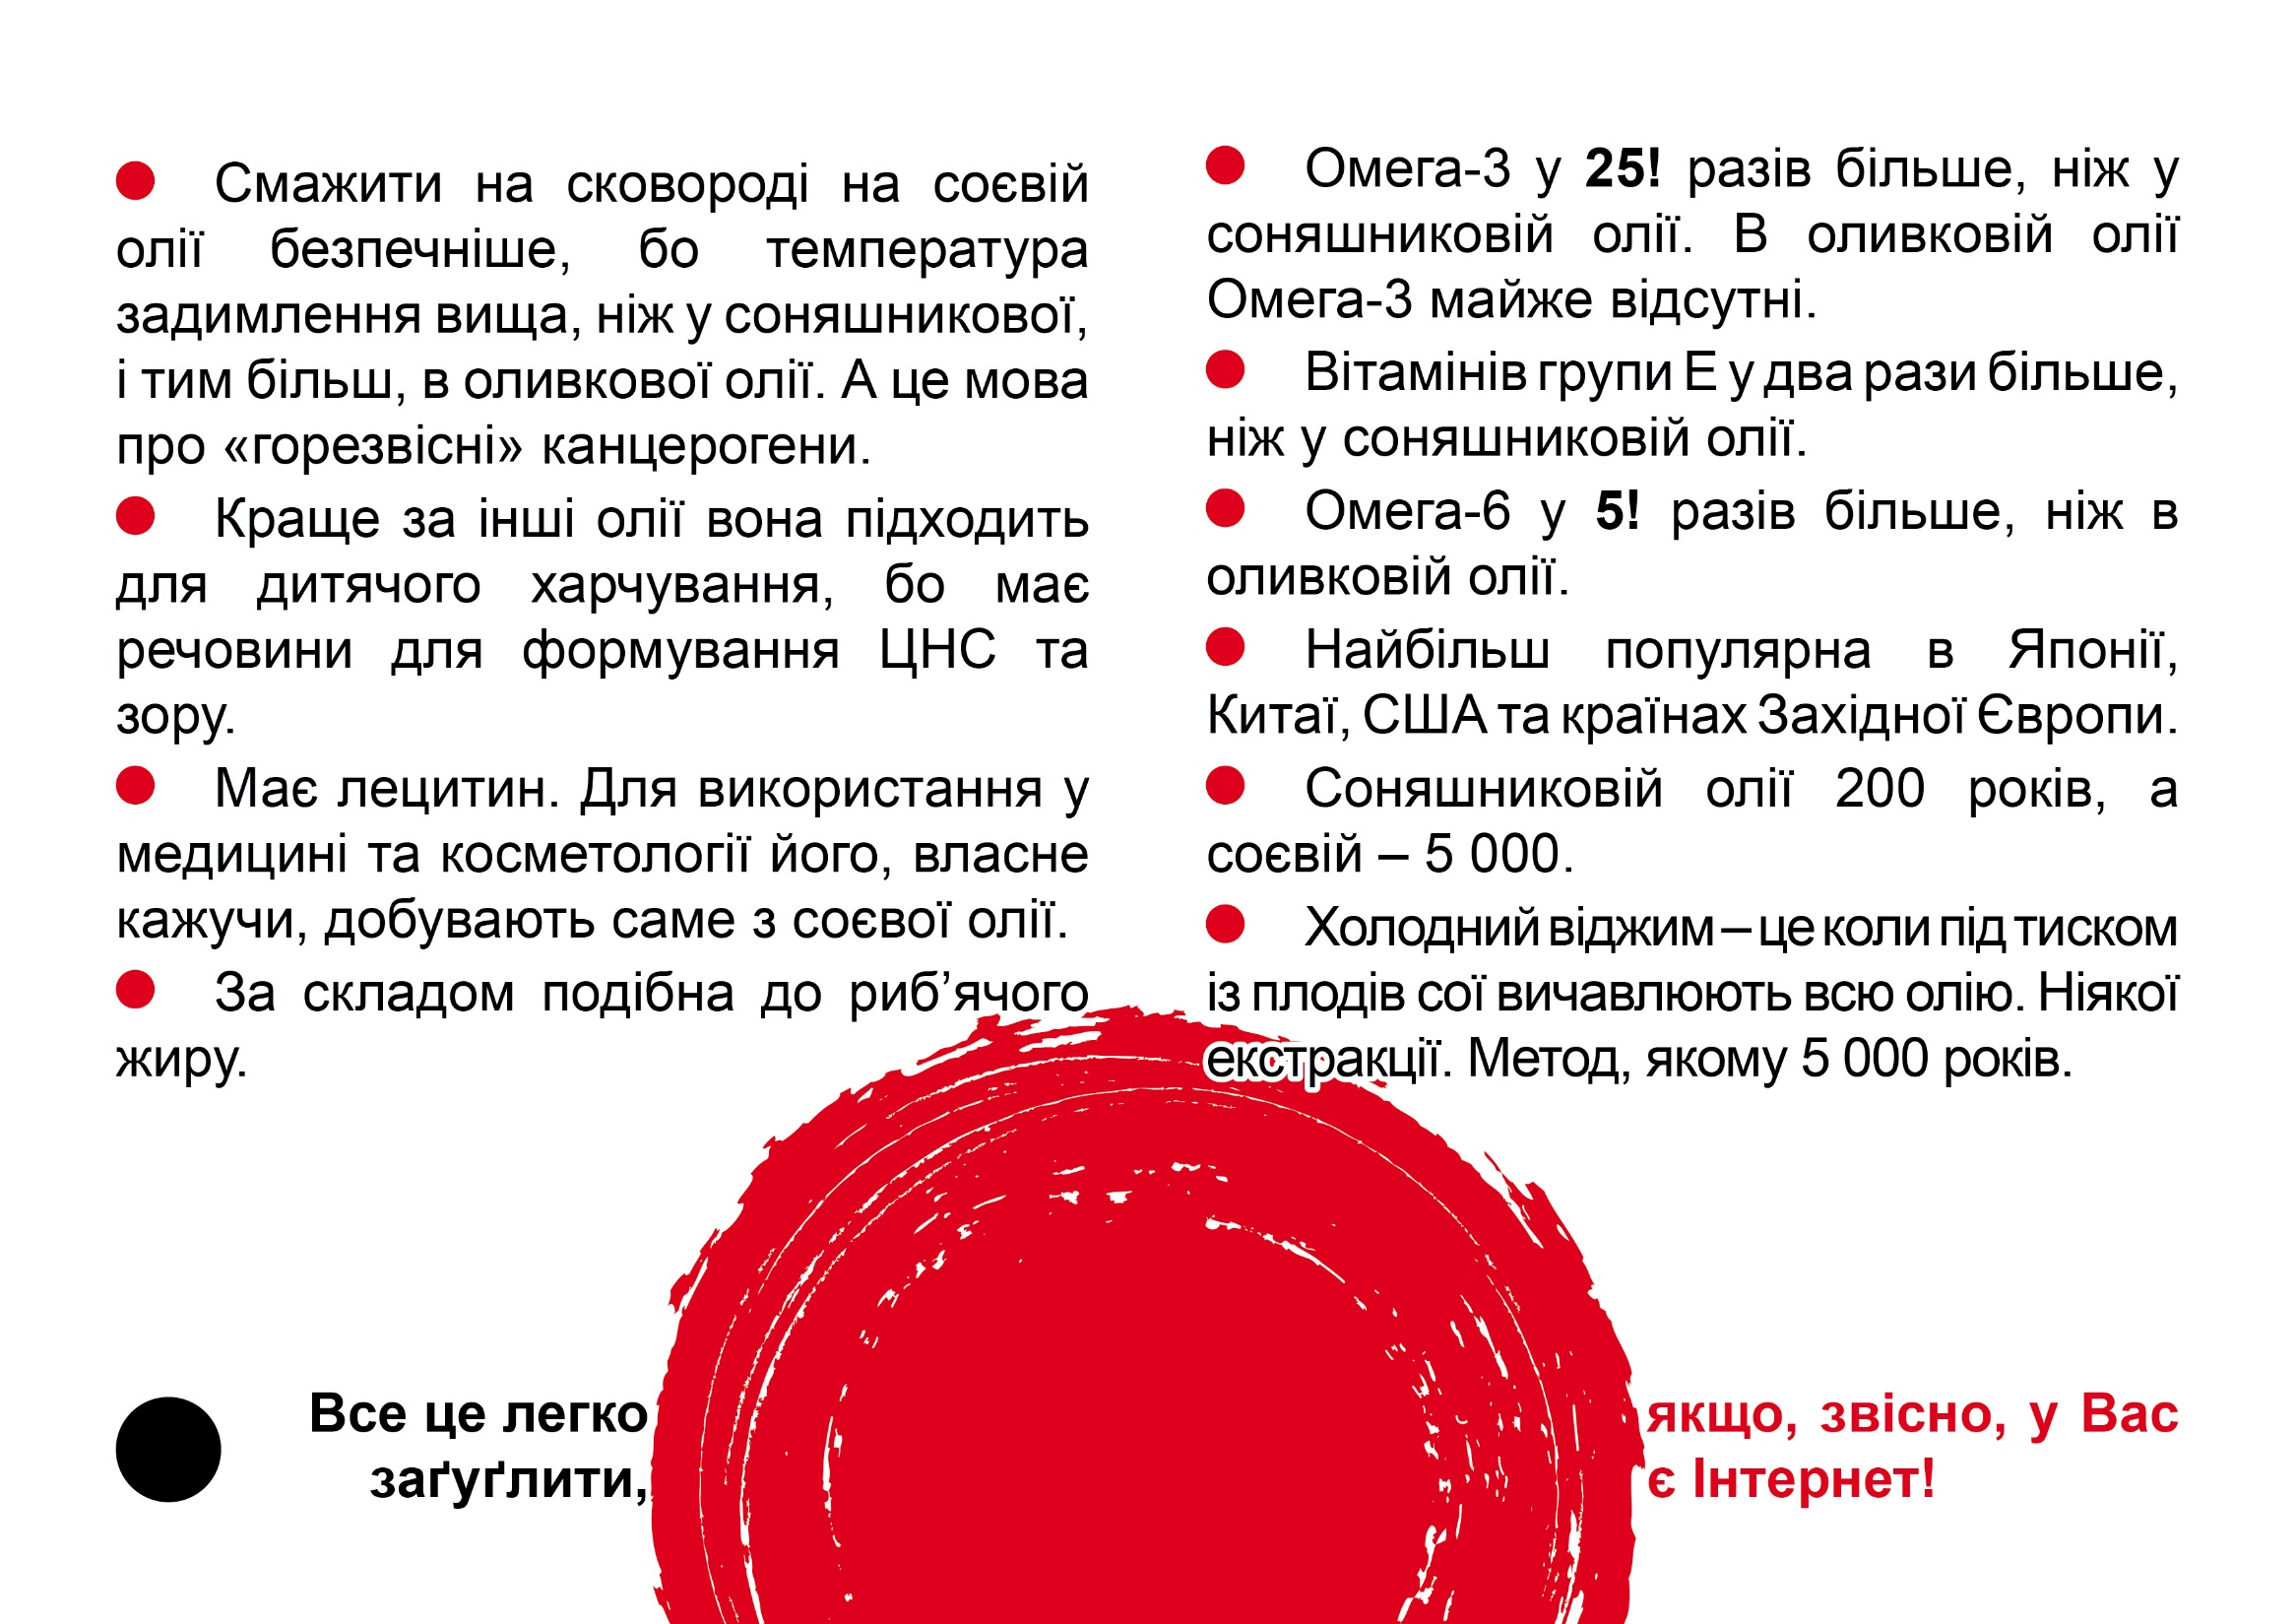 Смажити на сковороді на соєвій
олії безпечніше, бо температура
задимлення вища, ніж у соняшникової,
і тим більш, в оливкової олії. А це мова
про «горезвісні» канцерогени.
Краще за інші олії вона підходить
для дитячого харчування, бо має
речовини для формування ЦНС та
зору.
Має лецитин. Для використання у
медицині та косметології його, власне
кажучи, добувають саме з соєвої олії.
За складом подібна до риб’ячого
жиру.
Омега-3 у 25! разів більше, ніж у
соняшниковій олії. В оливковій олії
Омега-3 майже відсутні.
Вітамінів групи Е у два рази більше,
ніж у соняшниковій олії.
Омега-6 у 5! разів більше, ніж в
оливковій олії.
Найбільш популярна в Японії,
Китаї, США та країнах Західної Європи.
Соняшниковій олії 200 років, а
соєвій – 5 000.
Холодний віджим – це коли під тиском
із плодів сої вичавлюють всю олію. Ніякої
екстракції. Метод, якому 5 000 років.
Все це легко
заґуґлити,
якщо, звісно, у Вас
є Інтернет!